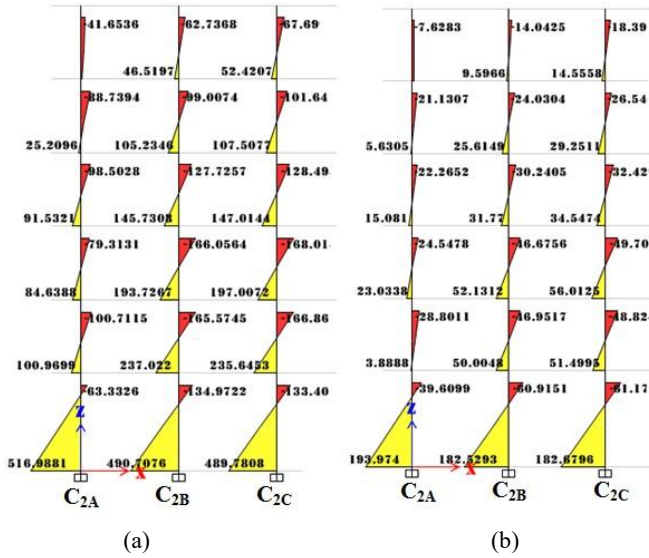 -41.6536 -62.7368 -67.69 -7.6283 -14.0425 -18.39
46.5197 52.4207 9.5966 14.5558
-88.7394 -99.0074 -101.64 -21.1307 -24.0304 -26.54
25.2096 105.2346 107.5077 5.6305 25.6149 29.2511
-98.5028 -127.7257 -128.49 -22.2652 -30.2405 -32.42
91.5321 145.7308 147.0144 15.081 31.77 34.5474
-79.3131 -166.0564 -168.01 -24.5478 -46.6756 -49.70
84.6388 193.7267 197.0072 23.0338 52.1312 56.0125
-100.7115 -165.5745 -166.86 -28.8011 -46.9517 -48.824
100.9699 237.022 235.6453 3.8888 50.0048 51.4995
-63.3326 -134.9722 -133.40 -39.6099 -60.9151 -61.17
Z Z
516.9881 490.7076 489.7808 193.974 182.5293 182.6796
X X
C2A C2B C2C C2A C2B C2C
(a) (b)